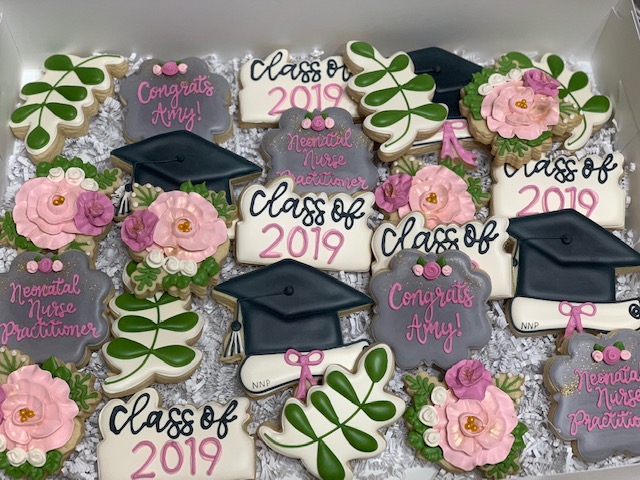 Congrats
Amy!
Class of
2019
Neonatal
Nurse
Practitioner
Class of
2019
Class of
2019
Class of
Neonatal
Nurse
Practitioner
Congrats
Amy!
NNP
NNP
Neonatal
Nurse
Practitioner
Class of
2019